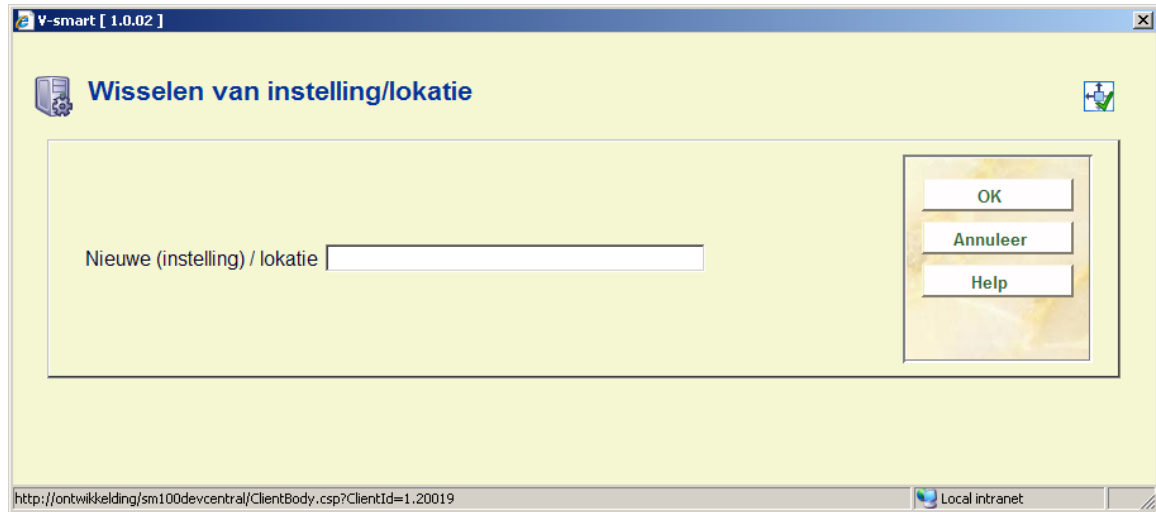 V-smart [ 1.0.02 ]
Wisselen van instelling/lokatie
Nieuwe (instelling) / lokatie
OK
Annuleer
Help
http://ontwikkelding/sm100devcentral/ClientBody.csp?ClientId=1.20019
Local intranet